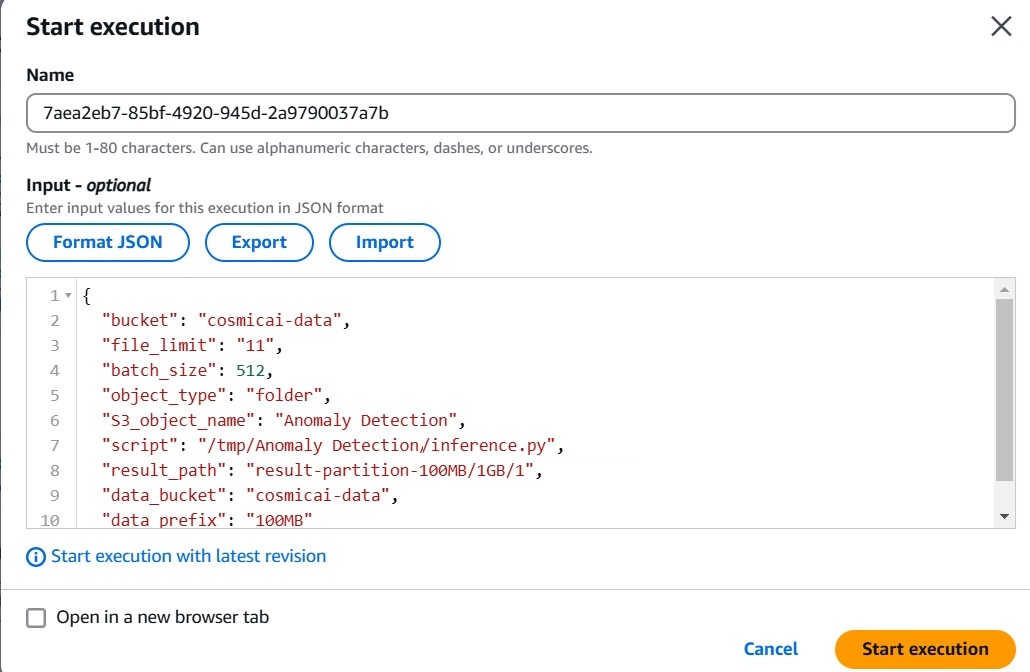 Start execution
Name
7aea2eb7-85bf-4920-945d-2a9790037a7b
Must be 1-80 characters. Can use alphanumeric characters, dashes, or underscores.
Input - optional
Enter input values for this execution in JSON format
Format JSON Export Import
1 {
2 "bucket": "cosmicai-data",
3 "file_limit": "11",
4 "batch_size": 512,
5 "object_type": "folder",
6 "S3_object_name": "Anomaly Detection",
7 "script": "/tmp/Anomaly Detection/inference.py",
8 "result_path": "result-partition-100MB/1GB/1",
9 "data_bucket": "cosmicai-data",
10 "data_prefix": "100MB"
Start execution with latest revision
Open in a new browser tab
Cancel Start execution